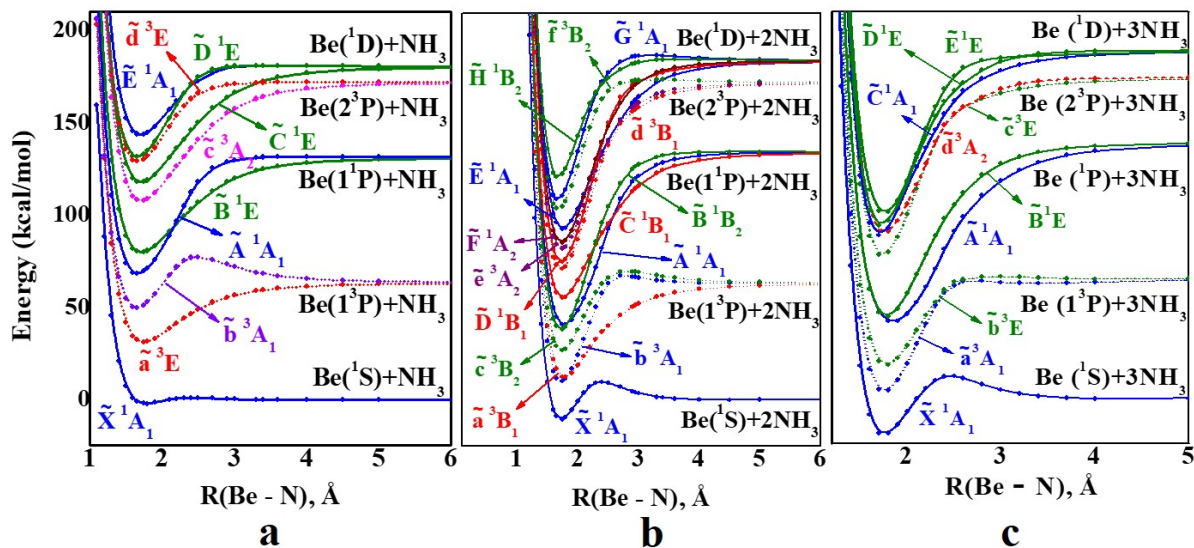 Energy (kcal/mol)
200
150
100
50
0
d̃ ³E
D̃ ¹E
Be(¹D)+NH₃
Ẽ ¹A₁
Be(2³P)+NH₃
C̃ ¹E
Be(1¹P)+NH₃
B̃ ¹E
Ã ¹A₁
Be(1³P)+NH₃
b̃ ³A₁
ã ³E
Be(¹S)+NH₃
X̃ ¹A₁
1 2 3 4 5 6
R(Be - N), Å
a
f̃ ³B₂
G̃ ¹A₁
Be(¹D)+2NH₃
H̃ ¹B₂
Be(2³P)+2NH₃
d̃ ³B₁
Ẽ ¹A₁
Be(1¹P)+2NH₃
B̃ ¹B₂
C̃ ¹B₁
F̃ ¹A₂
Ã ¹A₁
ẽ ³A₂
Be(1³P)+2NH₃
D̃ ¹B₁
b̃ ³A₁
c̃ ³B₂
ã ³B₁
X̃ ¹A₁
Be(¹S)+2NH₃
1 2 3 4 5 6
R(Be - N), Å
b
D̃ ¹E
Ẽ ¹E
Be(¹D)+3NH₃
C̃ ¹A₁
Be (2³P)+3NH₃
c̃ ³E
d̃ ³A₂
Be (¹P)+3NH₃
B̃ ¹E
Ã ¹A₁
Be(1³P)+3NH₃
b̃ ³E
ã ³A₁
Be (¹S)+3NH₃
X̃ ¹A₁
2 3 4 5
R(Be - N), Å
c